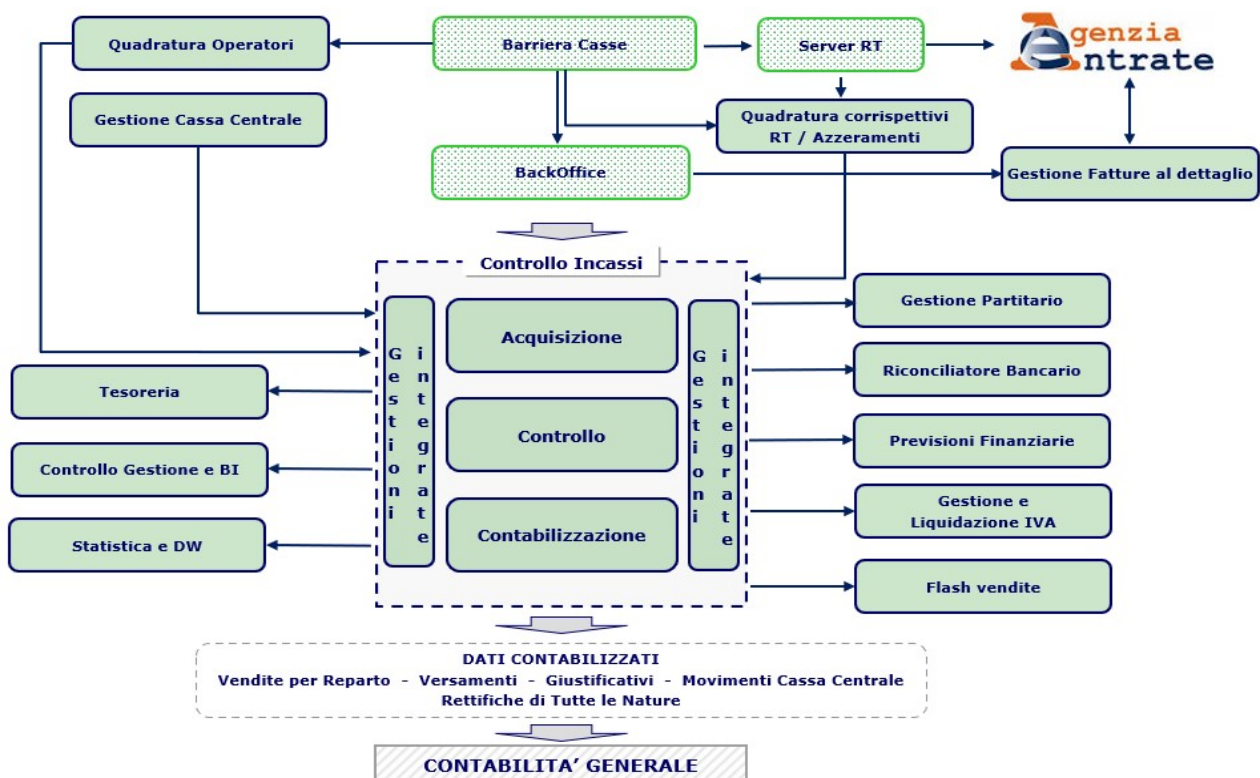 Quadratura Operatori
Barriera Casse
Server RT
Agenzia
Entrate
Gestione Cassa Centrale
Quadratura corrispettivi
RT / Azzeramenti
BackOffice
Gestione Fatture al dettaglio
Controllo Incassi
Gestioni integrate
Acquisizione
Controllo
Contabilizzazione
Gestioni integrate
Tesoreria
Controllo Gestione e BI
Statistica e DW
Gestione Partitario
Riconciliatore Bancario
Previsioni Finanziarie
Gestione e
Liquidazione IVA
Flash vendite
DATI CONTABILIZZATI
Vendite per Reparto - Versamenti - Giustificativi - Movimenti Cassa Centrale
Rettifiche di Tutte le Nature
CONTABILITA’ GENERALE